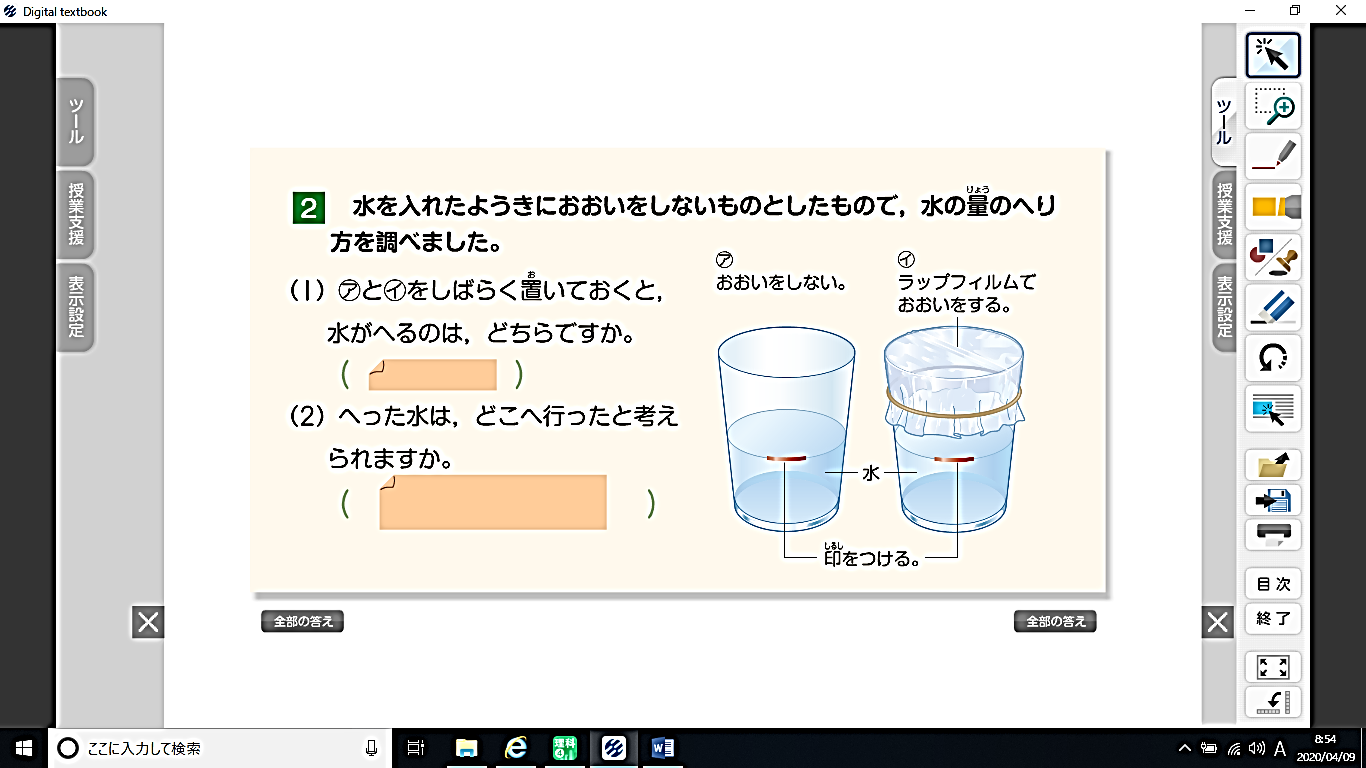 Digital textbook
ツール
授業支援
表示設定
2 水を入れたようきにおおいをしないものとしたもので，水の量のへり
りょう
方を調べました。
(1) ㋐と㋑をしばらく置いておくと，
お
水がへるのは，どちらですか。
( )
(2) へった水は，どこへ行ったと考え
られますか。
( )
㋐
おおいをしない。
㋑
ラップフィルムで
おおいをする。
水
しるし
印をつける。
全部の答え
全部の答え
ツール
授業支援
表示設定
目次
終了
ここに入力して検索
理科
4上
A
8:54
2020/04/09